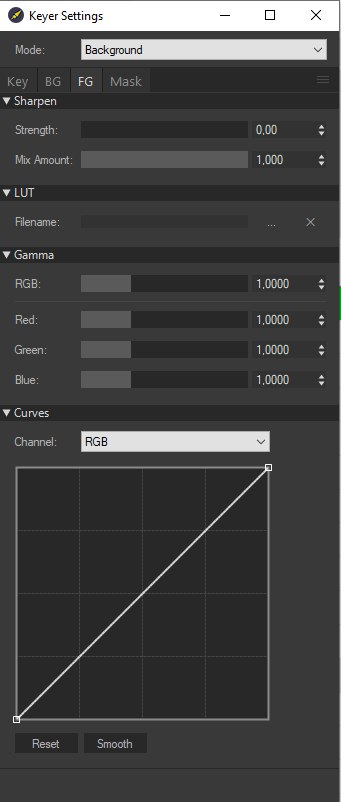 Keyer Settings
Mode: Background
Key BG FG Mask
Sharpen
Strength: 0,00
Mix Amount: 1,000
LUT
Filename: ...
Gamma
RGB: 1,0000
Red: 1,0000
Green: 1,0000
Blue: 1,0000
Curves
Channel: RGB
Reset Smooth